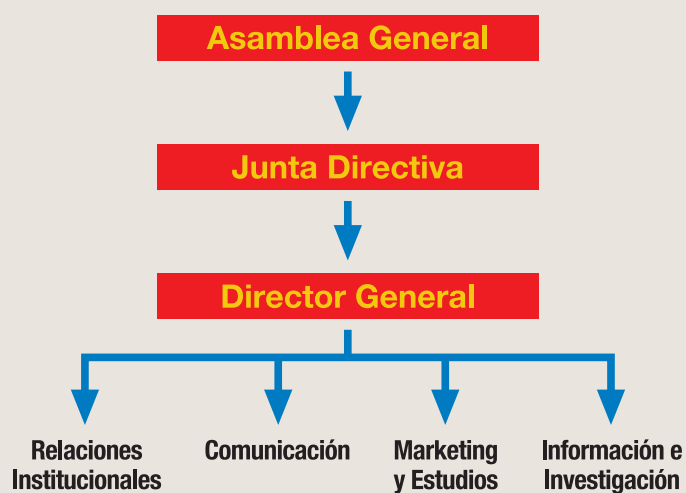 Asamblea General
Junta Directiva
Director General
Relaciones
Institucionales
Comunicación
Marketing
y Estudios
Información e
Investigación